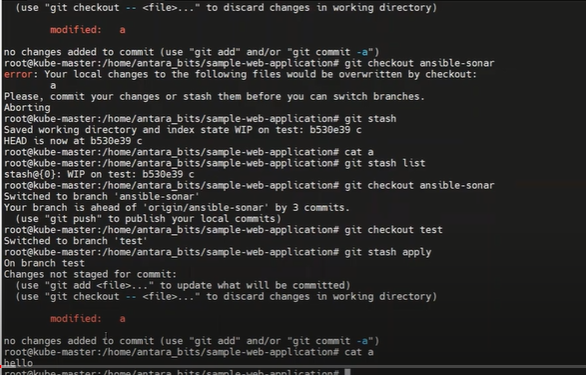 (use "git checkout -- <file>..." to discard changes in working directory)
modified: a
no changes added to commit (use "git add" and/or "git commit -a")
root@kube-master:/home/antara_bits/sample-web-application# git checkout ansible-sonar
error: Your local changes to the following files would be overwritten by checkout:
a
Please, commit your changes or stash them before you can switch branches.
Aborting
root@kube-master:/home/antara_bits/sample-web-application# git stash
Saved working directory and index state WIP on test: b530e39 c
HEAD is now at b530e39 c
root@kube-master:/home/antara_bits/sample-web-application# cat a
root@kube-master:/home/antara_bits/sample-web-application# git stash list
stash@{0}: WIP on test: b530e39 c
root@kube-master:/home/antara_bits/sample-web-application# git checkout ansible-sonar
Switched to branch 'ansible-sonar'
Your branch is ahead of 'origin/ansible-sonar' by 3 commits.
(use "git push" to publish your local commits)
root@kube-master:/home/antara_bits/sample-web-application# git checkout test
Switched to branch 'test'
root@kube-master:/home/antara_bits/sample-web-application# git stash apply
On branch test
Changes not staged for commit:
(use "git add <file>..." to update what will be committed)
(use "git checkout -- <file>..." to discard changes in working directory)
modified: a
no changes added to commit (use "git add" and/or "git commit -a")
root@kube-master:/home/antara_bits/sample-web-application# cat a
hello
root@kube-master:/home/antara_bits/sample-web-application#